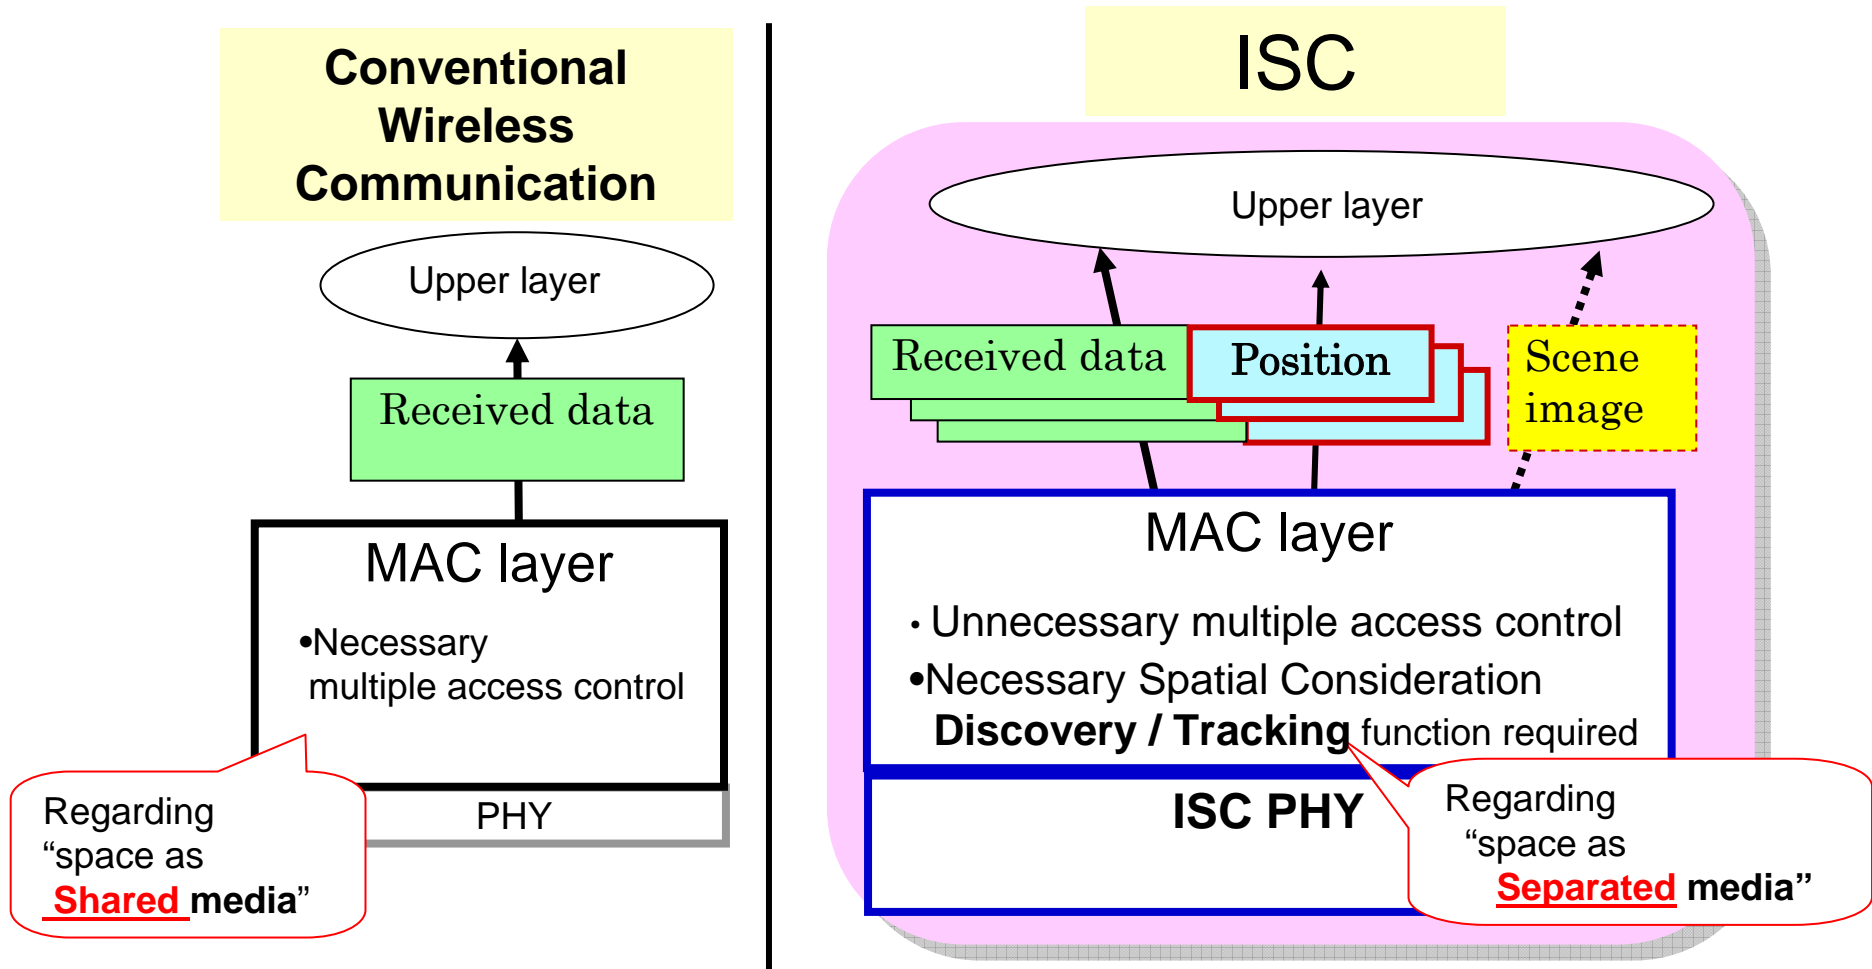 Conventional
Wireless
Communication
Upper layer
Received data
MAC layer
•Necessary
multiple access control
PHY
Regarding
“space as
Shared media”
ISC
Upper layer
Received data
Position
Scene
image
MAC layer
・Unnecessary multiple access control
•Necessary Spatial Consideration
Discovery / Tracking function required
ISC PHY
Regarding
“space as
Separated media”